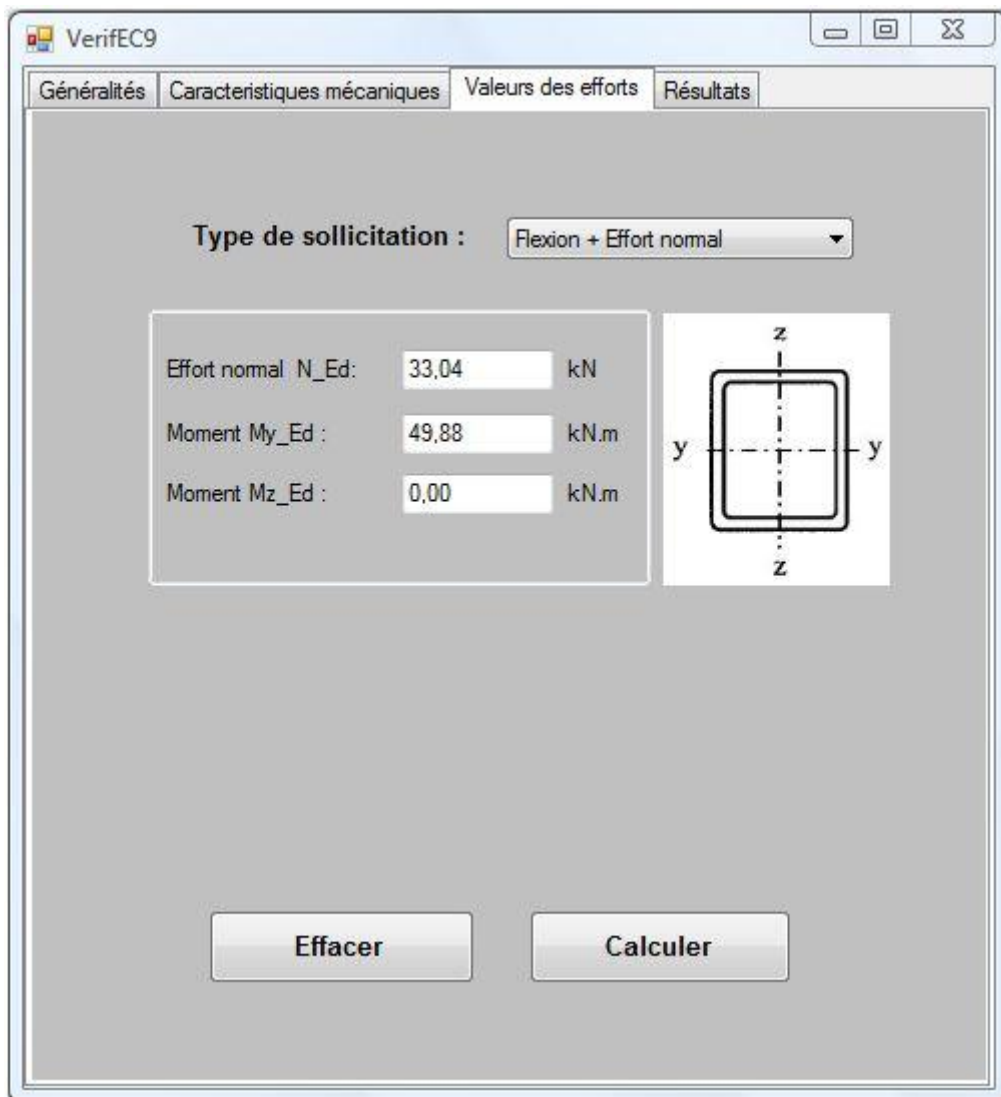 VerifEC9
Généralités Caracteristiques mécaniques Valeurs des efforts Résultats
Type de sollicitation : Flexion + Effort normal
Effort normal N_Ed: 33,04 kN
Moment My_Ed : 49,88 kN.m
Moment Mz_Ed : 0,00 kN.m
z
y y
z
Effacer Calculer